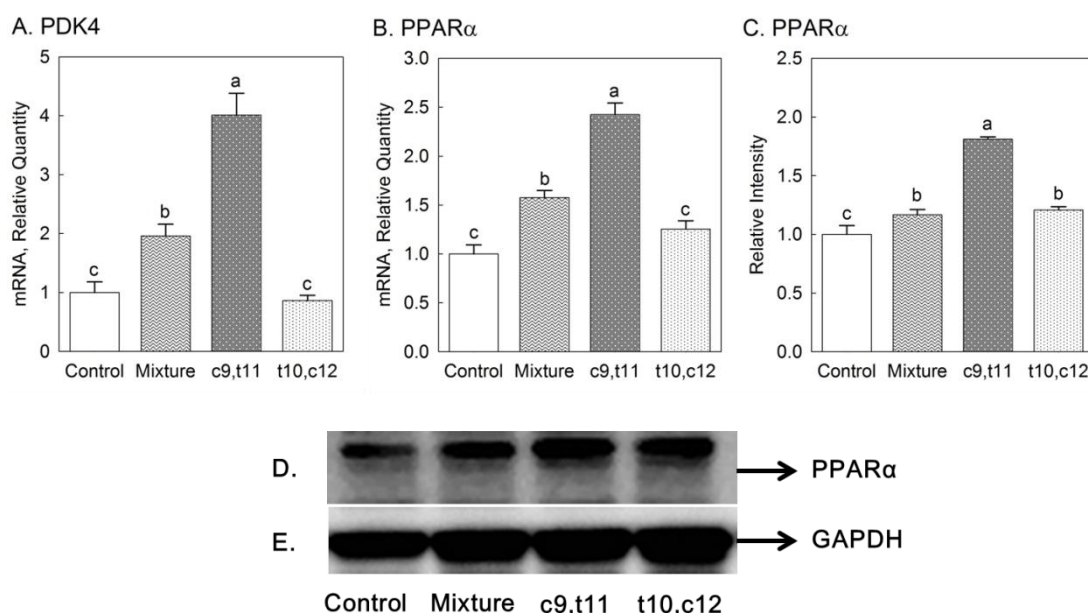 A. PDK4
mRNA, Relative Quantity
5
4
3
2
1
0
c
b
a
c
Control Mixture c9,t11 t10,c12
B. PPARα
mRNA, Relative Quantity
3.0
2.5
2.0
1.5
1.0
0.5
0.0
c
b
a
c
Control Mixture c9,t11 t10,c12
C. PPARα
Relative Intensity
2.5
2.0
1.5
1.0
0.5
0.0
c
b
a
b
Control Mixture c9,t11 t10,c12
D. PPARα
E. GAPDH
Control Mixture c9,t11 t10,c12